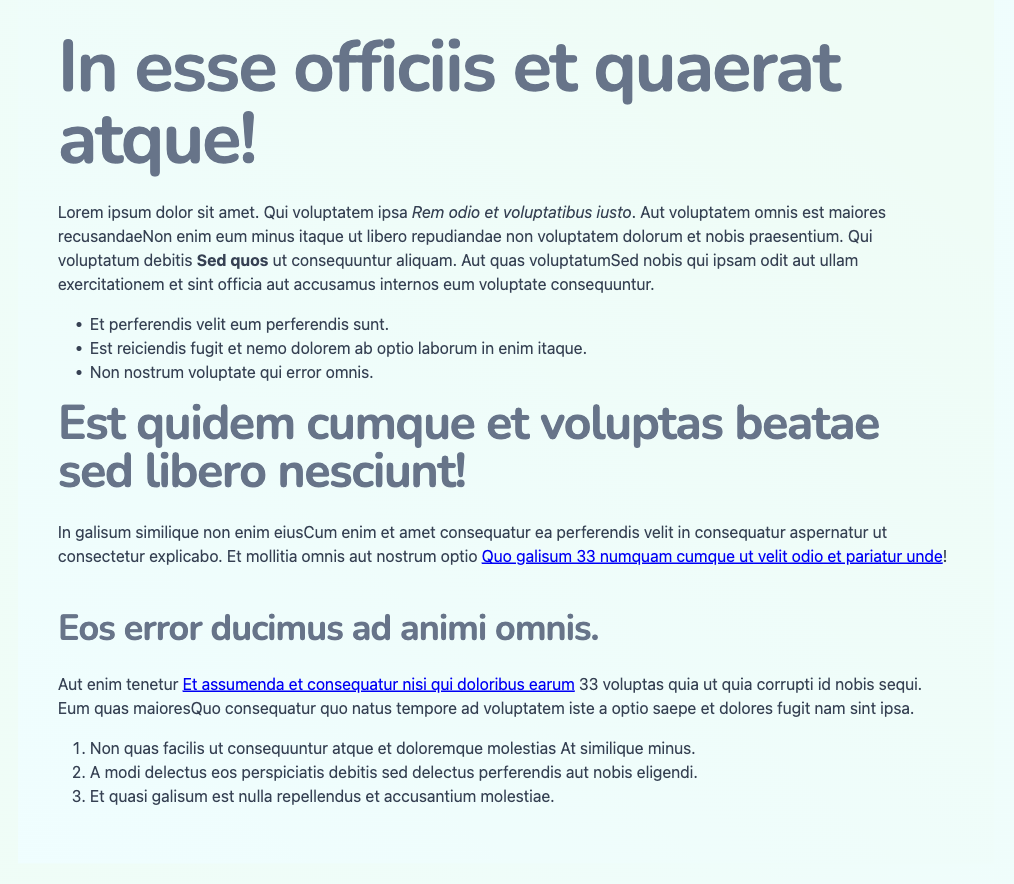 In esse officiis et quaerat
atque!
Lorem ipsum dolor sit amet. Qui voluptatem ipsa Rem odio et voluptatibus iusto. Aut voluptatem omnis est maiores
recusandaeNon enim eum minus itaque ut libero repudiandae non voluptatem dolorum et nobis praesentium. Qui
voluptatum debitis Sed quos ut consequuntur aliquam. Aut quas voluptatumSed nobis qui ipsam odit aut ullam
exercitationem et sint officia aut accusamus internos eum voluptate consequuntur.
• Et perferendis velit eum perferendis sunt.
• Est reiciendis fugit et nemo dolorem ab optio laborum in enim itaque.
• Non nostrum voluptate qui error omnis.
Est quidem cumque et voluptas beatae
sed libero nesciunt!
In galisum similique non enim eiusCum enim et amet consequatur ea perferendis velit in consequatur aspernatur ut
consectetur explicabo. Et mollitia omnis aut nostrum optio Quo galisum 33 numquam cumque ut velit odio et pariatur unde!
Eos error ducimus ad animi omnis.
Aut enim tenetur Et assumenda et consequatur nisi qui doloribus earum 33 voluptas quia ut quia corrupti id nobis sequi.
Eum quas maioresQuo consequatur quo natus tempore ad voluptatem iste a optio saepe et dolores fugit nam sint ipsa.
1. Non quas facilis ut consequuntur atque et doloremque molestias At similique minus.
2. A modi delectus eos perspiciatis debitis sed delectus perferendis aut nobis eligendi.
3. Et quasi galisum est nulla repellendus et accusantium molestiae.